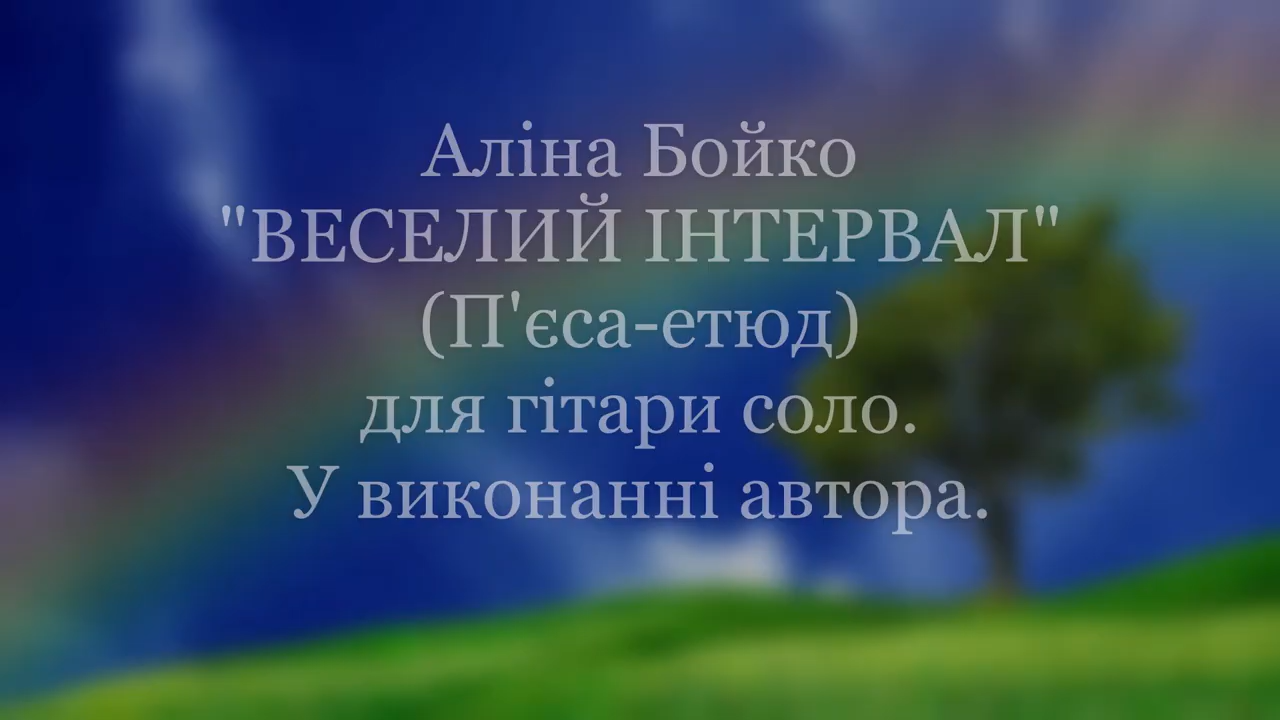 Аліна Бойко
"ВЕСЕЛИЙ ІНТЕРВАЛ"
(П'єса-етюд)
для гітари соло.
У виконанні автора.